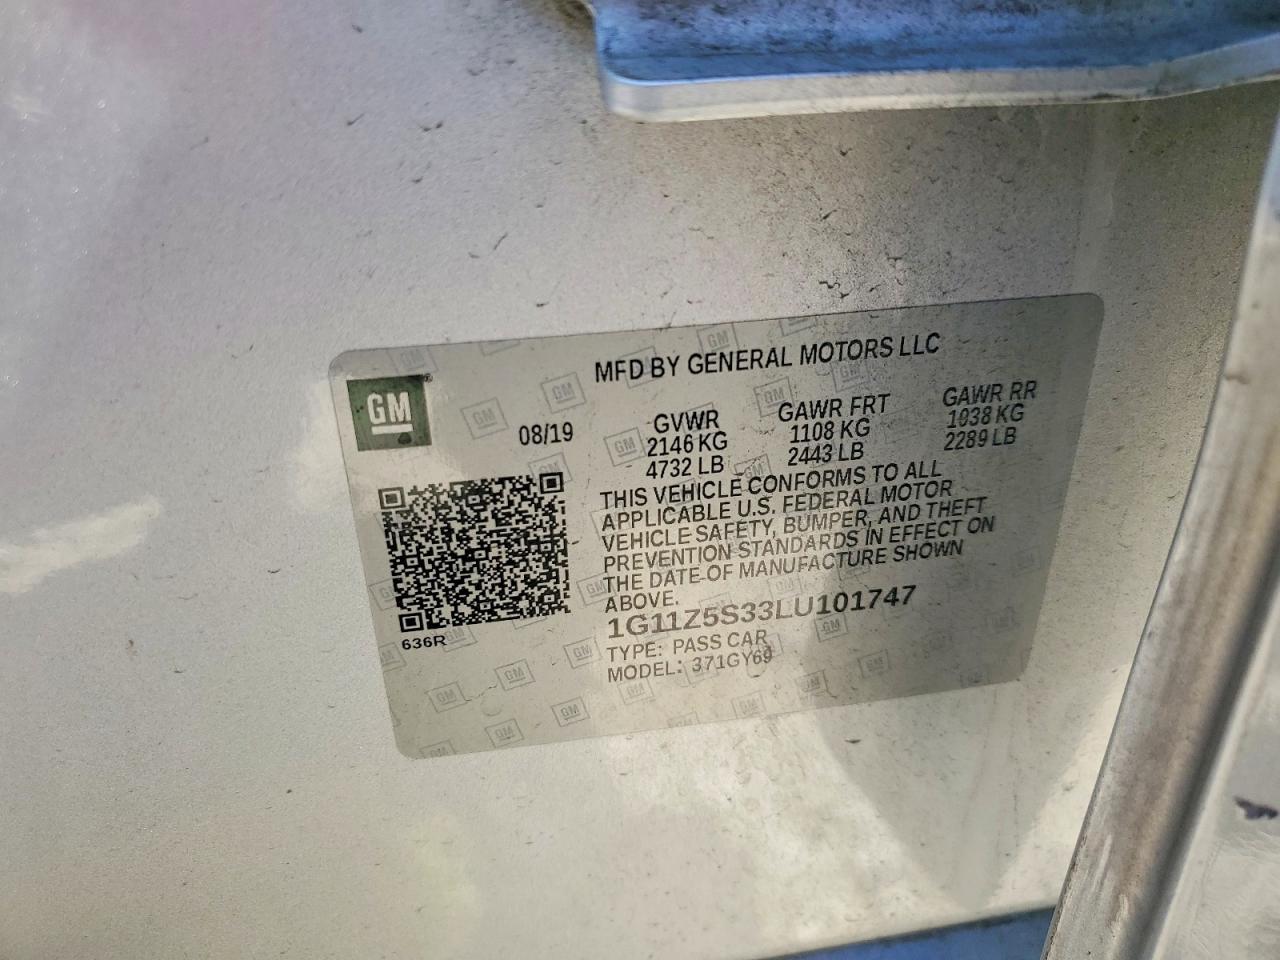 MFD BY GENERAL MOTORS LLC
GM
08/19
GVWR GAWR FRT GAWR RR
2146 KG 1108 KG 1038 KG
4732 LB 2443 LB 2289 LB
THIS VEHICLE CONFORMS TO ALL
APPLICABLE U.S. FEDERAL MOTOR
VEHICLE SAFETY, BUMPER, AND THEFT
PREVENTION STANDARDS IN EFFECT ON
THE DATE OF MANUFACTURE SHOWN
ABOVE.
1G11Z5S33LU101747
TYPE: PASS CAR
MODEL: 371GY69
636R